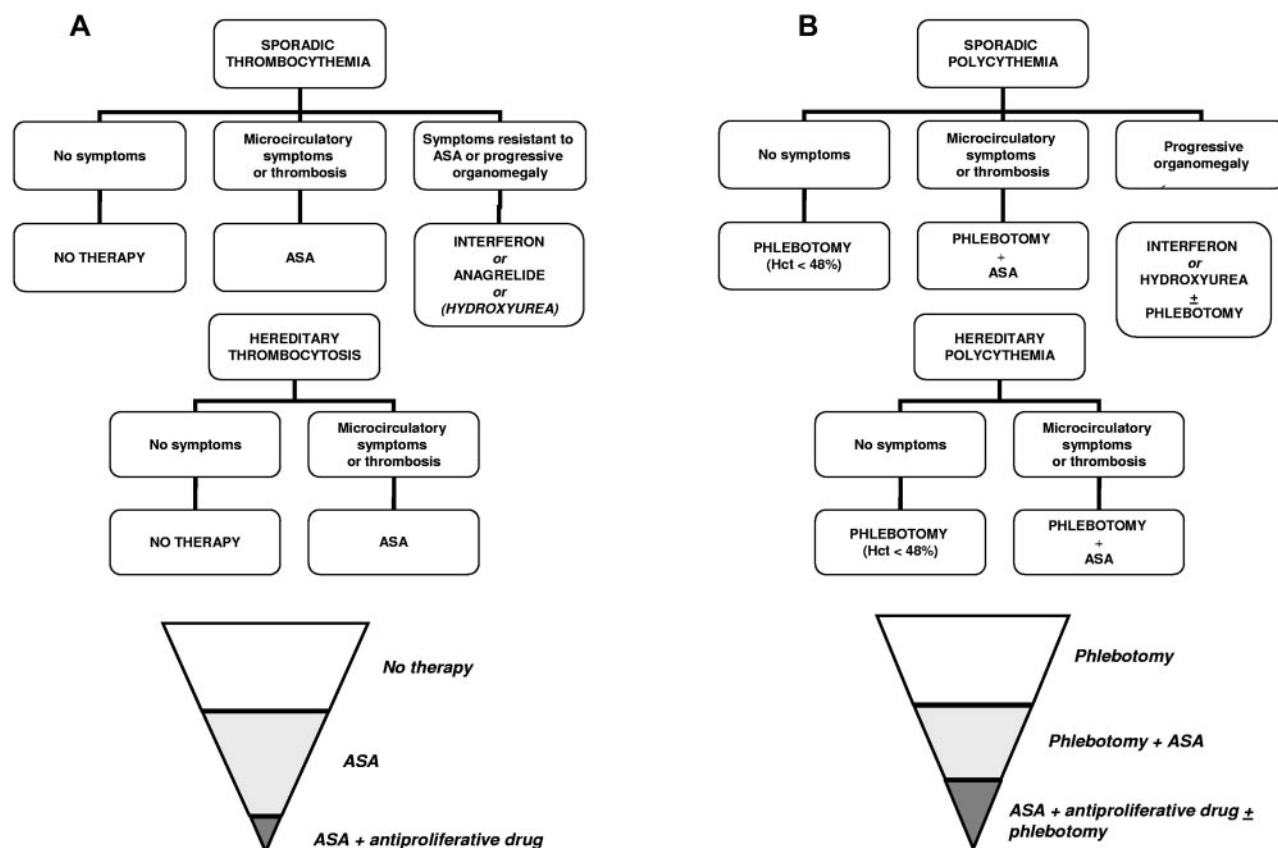 A
SPORADIC
THROMBOCYTHEMIA
No symptoms
Microcirculatory
symptoms
or thrombosis
Symptoms resistant to
ASA or progressive
organomegaly
NO THERAPY
ASA
INTERFERON
or
ANAGRELIDE
or
(HYDROXYUREA)
HEREDITARY
THROMBOCYTOSIS
No symptoms
Microcirculatory
symptoms
or thrombosis
NO THERAPY
ASA
No therapy
ASA
ASA + antiproliferative drug
B
SPORADIC
POLYCYTHEMIA
No symptoms
Microcirculatory
symptoms
or thrombosis
Progressive
organomegaly
PHLEBOTOMY
(Hct < 48%)
PHLEBOTOMY
+
ASA
INTERFERON
or
HYDROXYUREA
±
PHLEBOTOMY
HEREDITARY
POLYCYTHEMIA
No symptoms
Microcirculatory
symptoms
or thrombosis
PHLEBOTOMY
(Hct < 48%)
PHLEBOTOMY
+
ASA
Phlebotomy
Phlebotomy + ASA
ASA + antiproliferative drug ±
phlebotomy